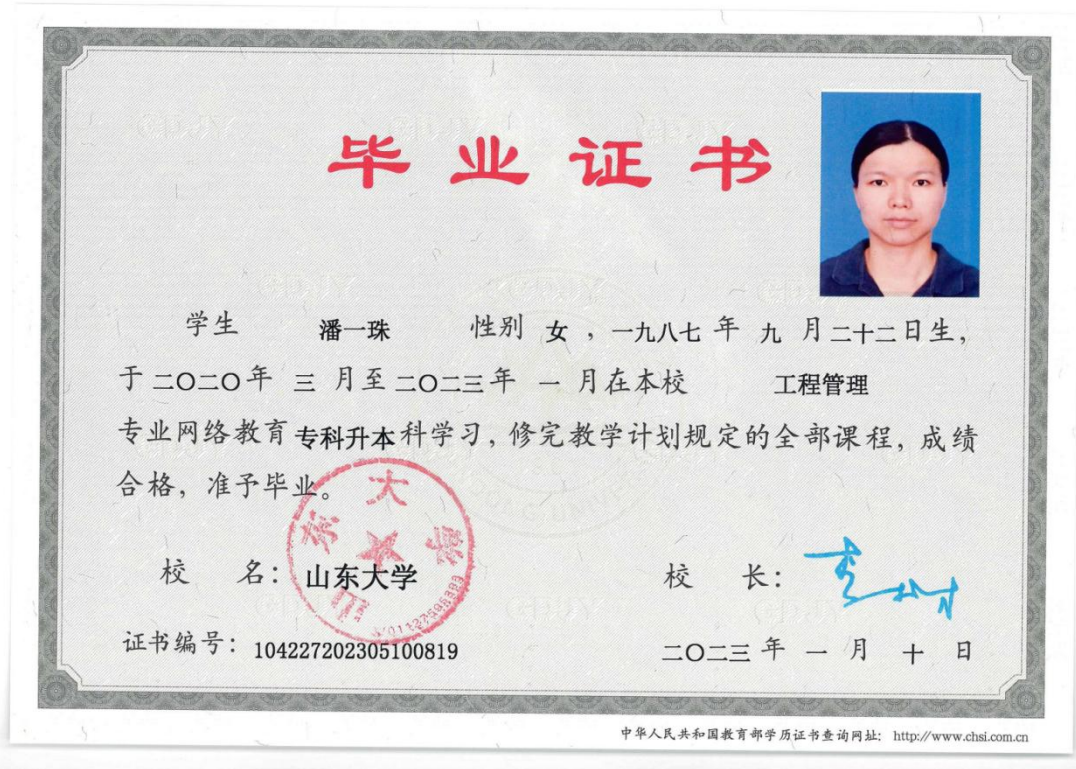 毕业证书
学生 潘一珠 性别 女，一九八七 年 九 月二十二日生，
于 二〇二〇年 三 月至 二〇二三年 一 月在本校 工程管理
专业网络教育 专科升本科学习，修完教学计划规定的全部课程，成绩
合格，准予毕业。
山东大学
校 名：山东大学 校 长：
证书编号：104227202305100819 二〇二三 年 一 月 十 日
中华人民共和国教育部学历证书查询网址：http://www.chsi.com.cn